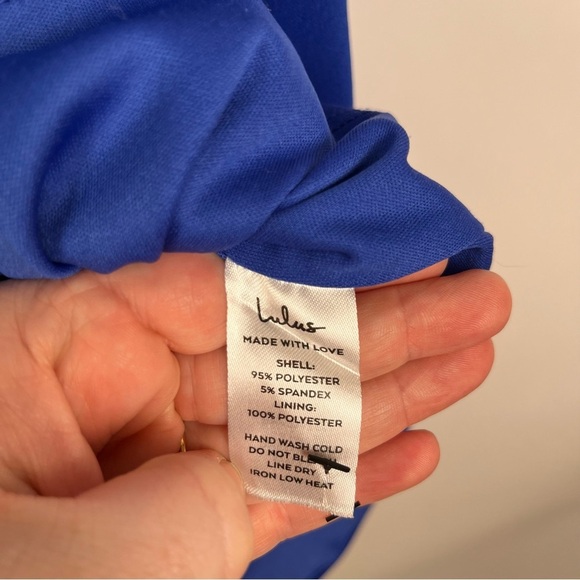 Lulus
MADE WITH LOVE
SHELL:
95% POLYESTER
5% SPANDEX
LINING:
100% POLYESTER
HAND WASH COLD
DO NOT BLEACH
LINE DRY
IRON LOW HEAT